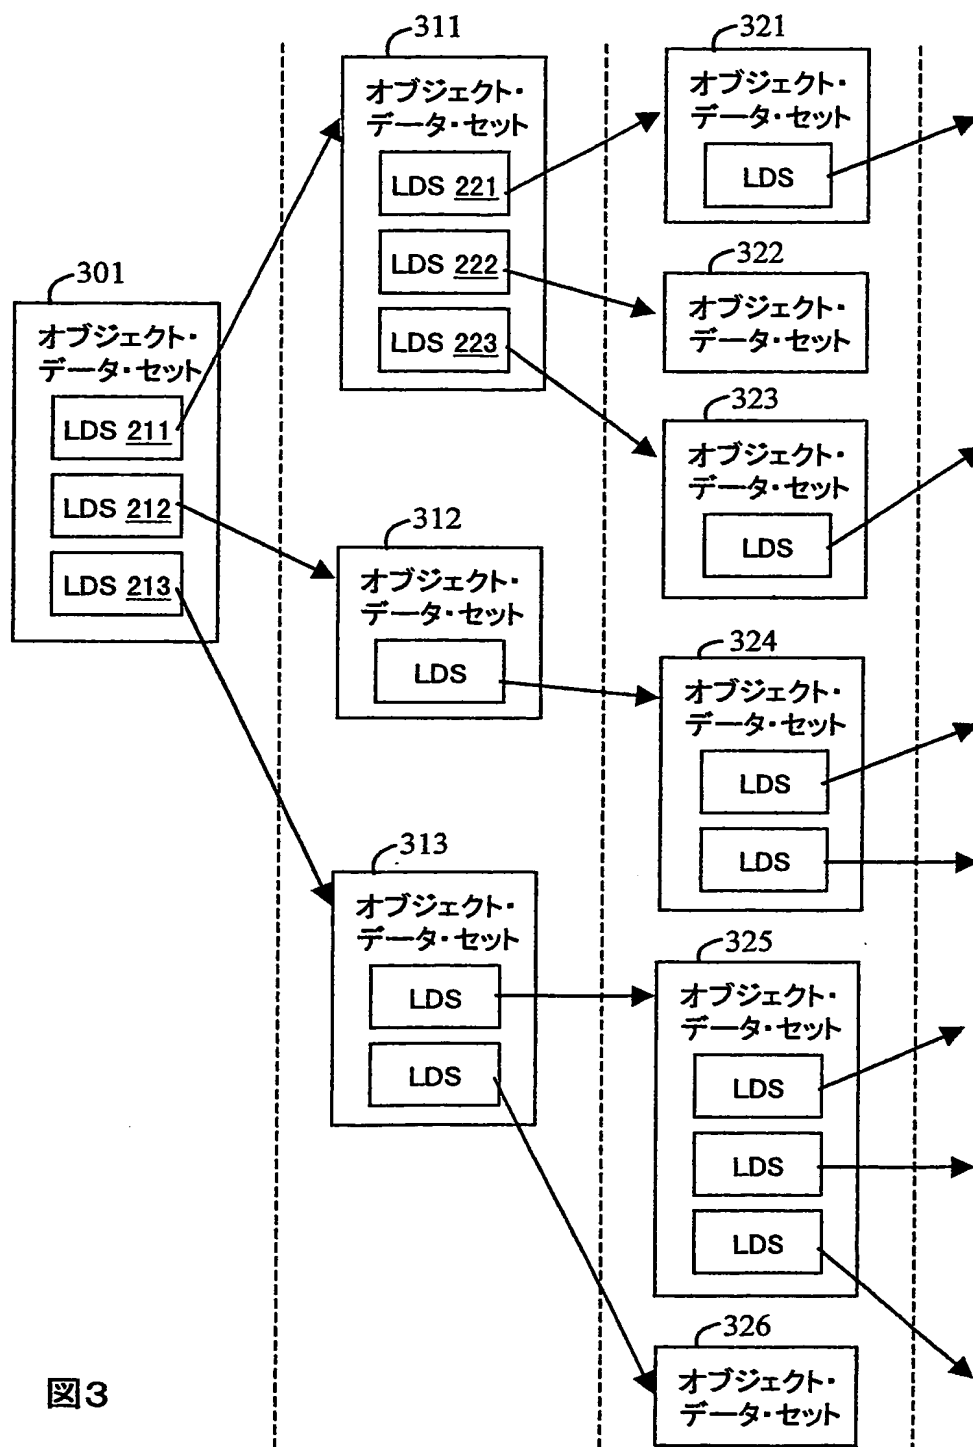 301
オブジェクト・
データ・セット
LDS 211
LDS 212
LDS 213
311
オブジェクト・
データ・セット
LDS 221
LDS 222
LDS 223
312
オブジェクト・
データ・セット
LDS
313
オブジェクト・
データ・セット
LDS
LDS
321
オブジェクト・
データ・セット
LDS
322
オブジェクト・
データ・セット
323
オブジェクト・
データ・セット
LDS
324
オブジェクト・
データ・セット
LDS
LDS
325
オブジェクト・
データ・セット
LDS
LDS
LDS
326
オブジェクト・
データ・セット
図3